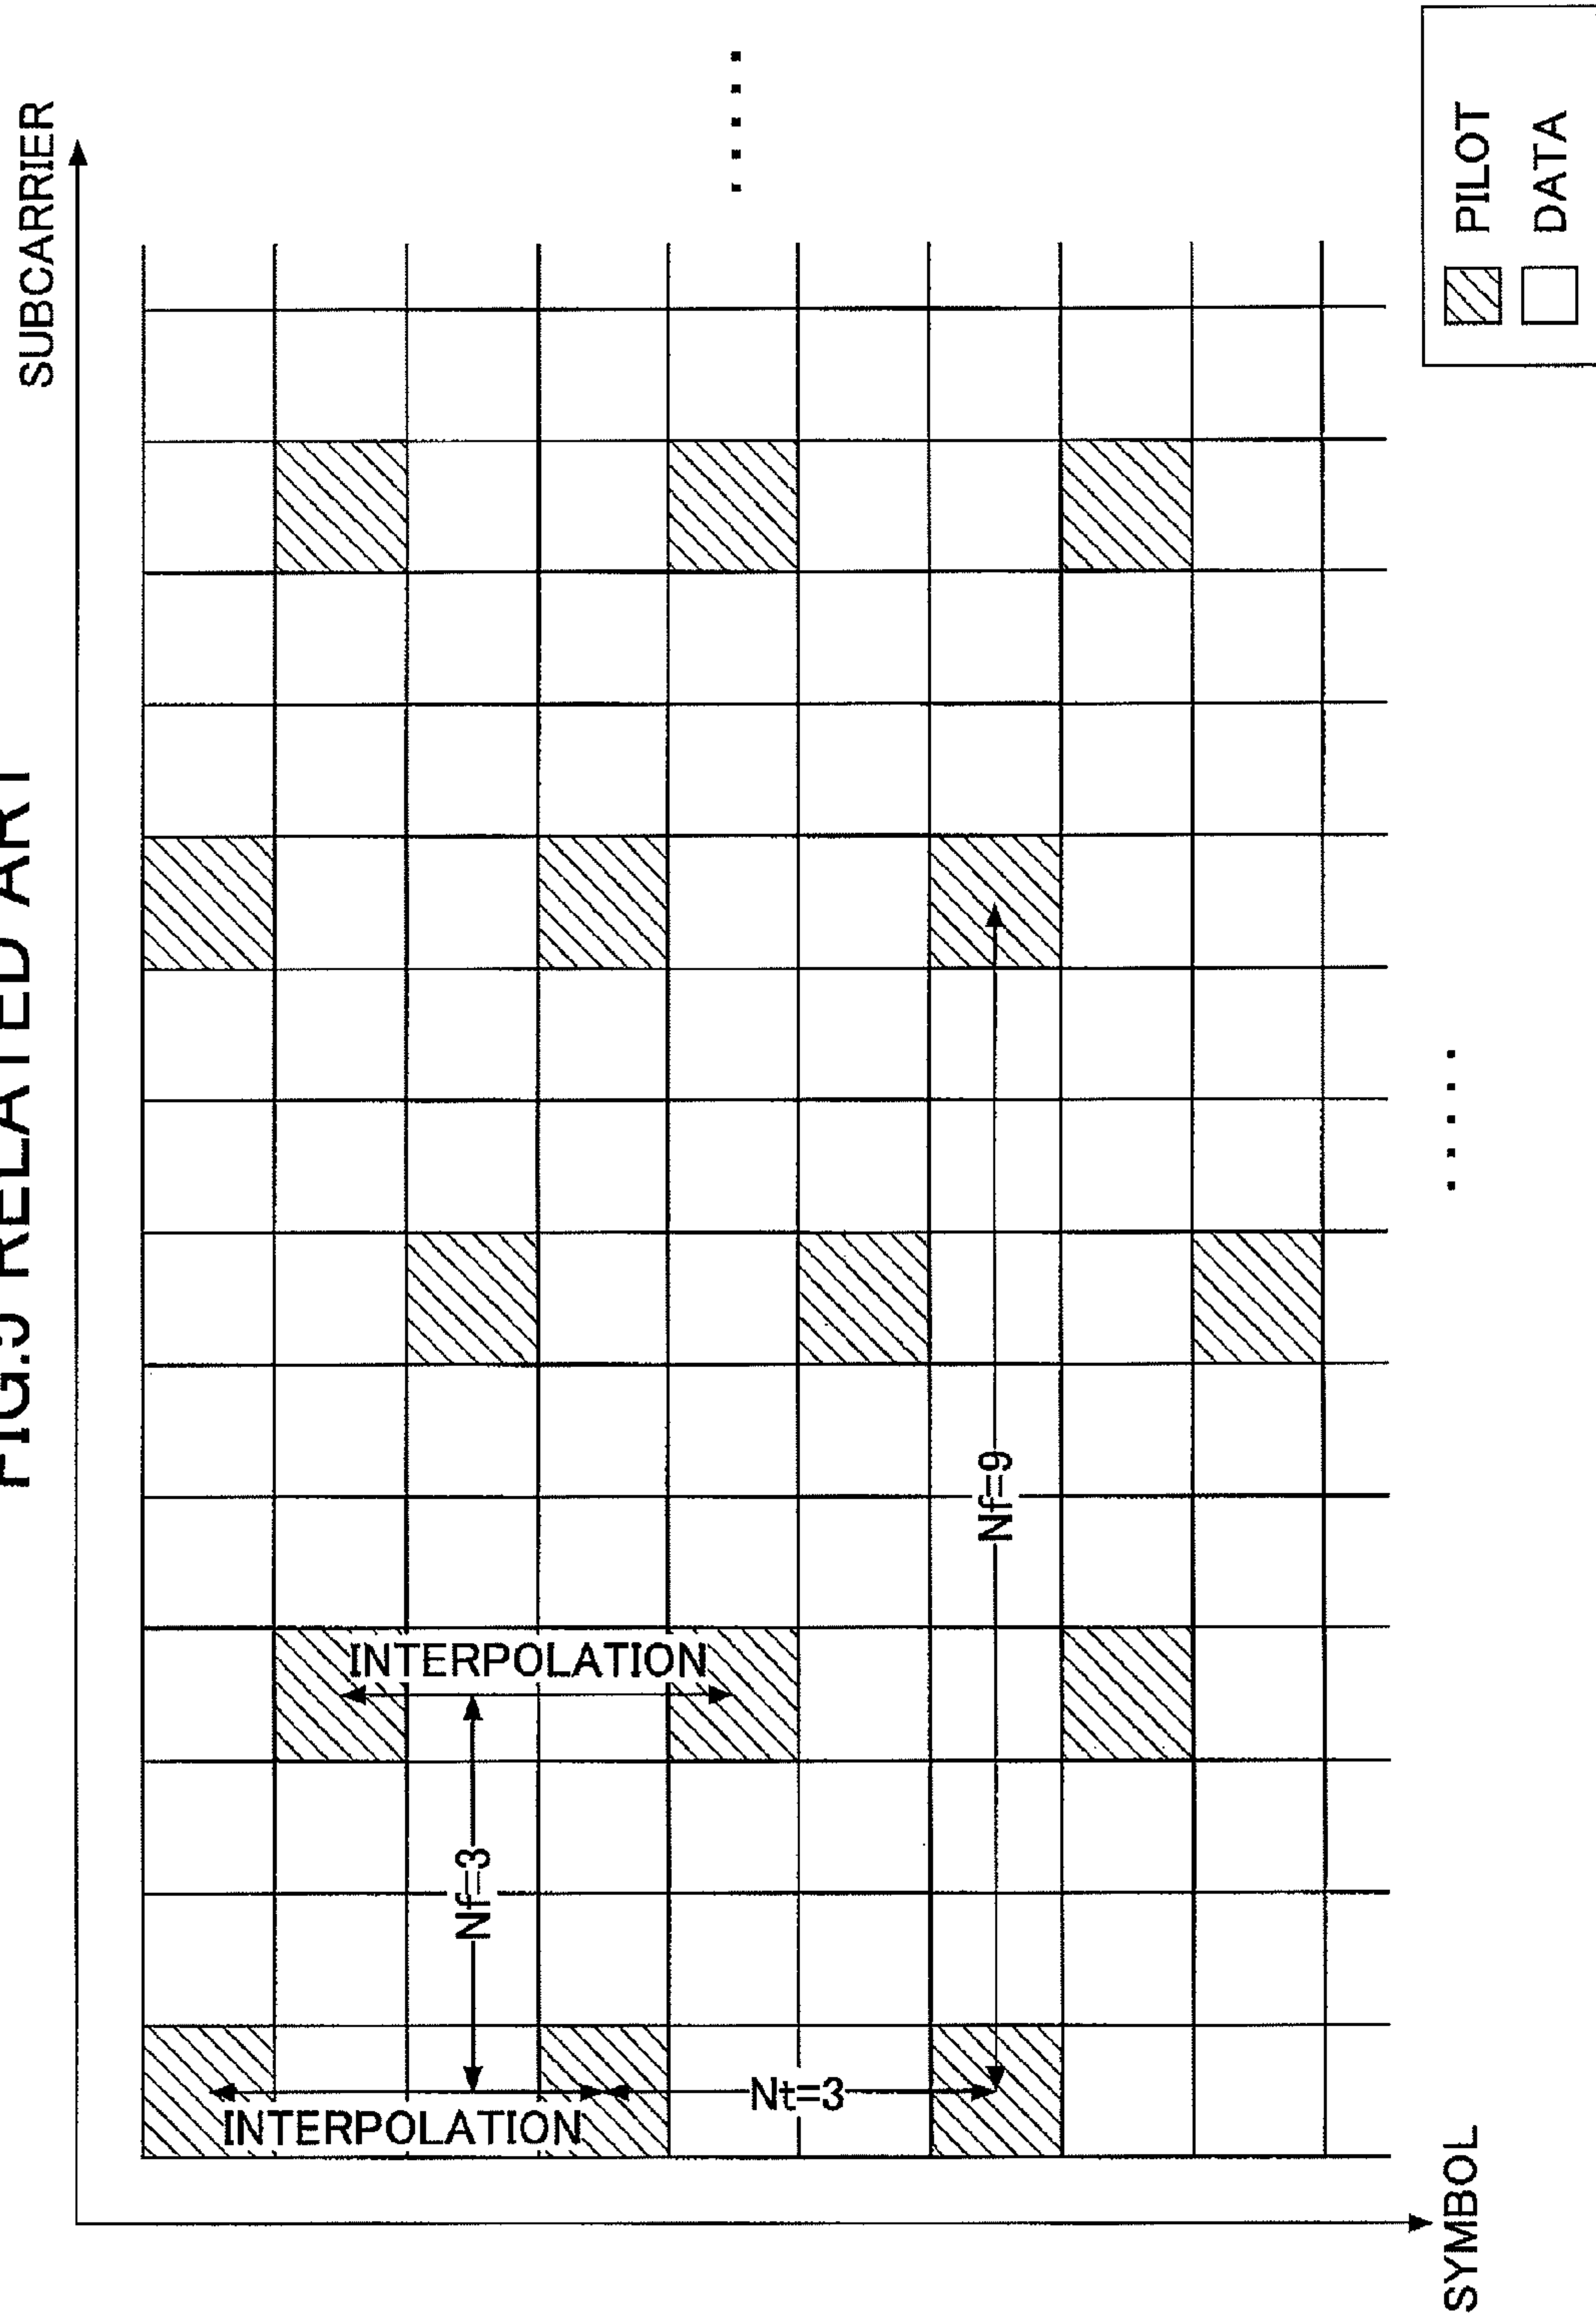 FIG.5 RELATED ART
SUBCARRIER
INTERPOLATION
INTERPOLATION
Nf=3
Nt=3
Nf=9
SYMBOL
PILOT
DATA